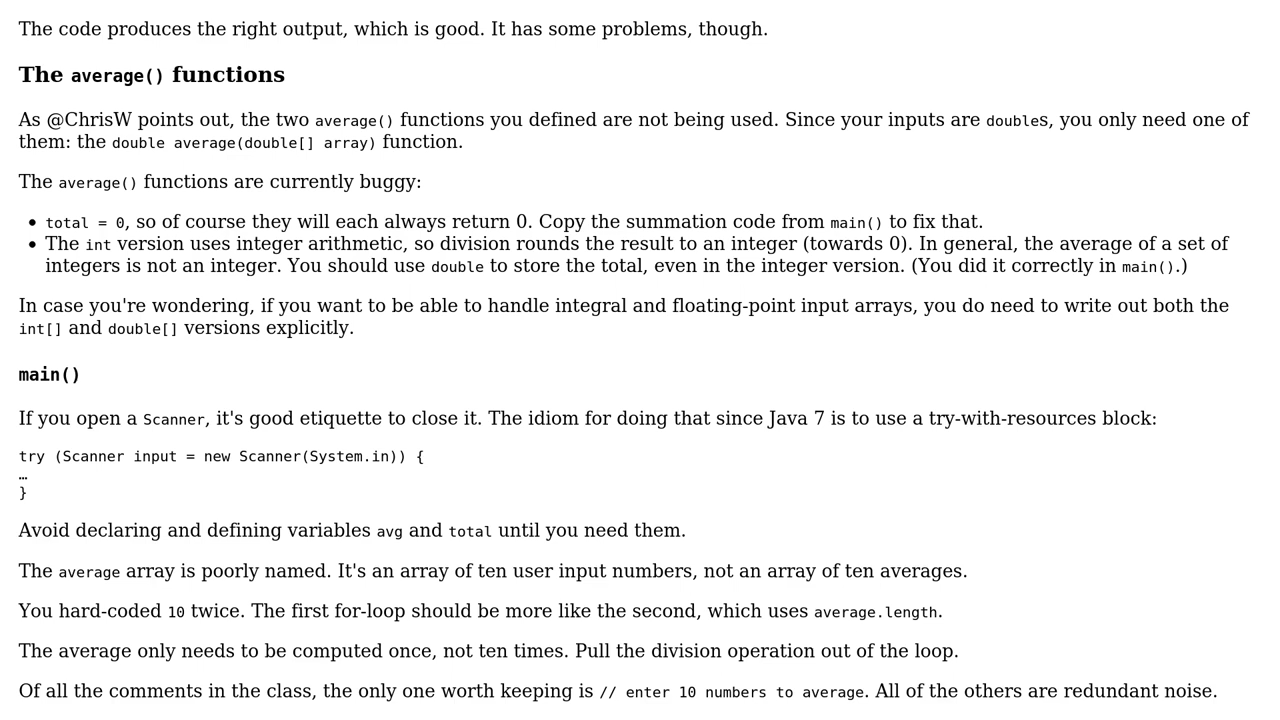 The code produces the right output, which is good. It has some problems, though.
The average() functions
As @ChrisW points out, the two average() functions you defined are not being used. Since your inputs are doubles, you only need one of
them: the double average(double[] array) function.
The average() functions are currently buggy:
• total = 0, so of course they will each always return 0. Copy the summation code from main() to fix that.
• The int version uses integer arithmetic, so division rounds the result to an integer (towards 0). In general, the average of a set of
integers is not an integer. You should use double to store the total, even in the integer version. (You did it correctly in main().)
In case you're wondering, if you want to be able to handle integral and floating-point input arrays, you do need to write out both the
int[] and double[] versions explicitly.
main()
If you open a Scanner, it's good etiquette to close it. The idiom for doing that since Java 7 is to use a try-with-resources block:
try (Scanner input = new Scanner(System.in)) {
…
}
Avoid declaring and defining variables avg and total until you need them.
The average array is poorly named. It's an array of ten user input numbers, not an array of ten averages.
You hard-coded 10 twice. The first for-loop should be more like the second, which uses average.length.
The average only needs to be computed once, not ten times. Pull the division operation out of the loop.
Of all the comments in the class, the only one worth keeping is // enter 10 numbers to average. All of the others are redundant noise.